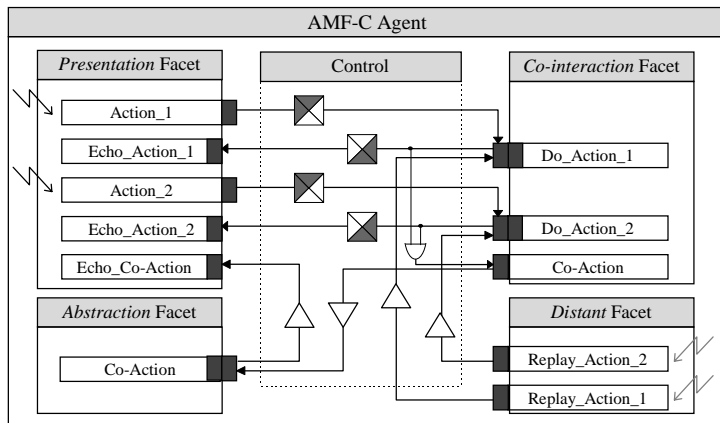 AMF-C Agent
Presentation Facet
Control
Co-interaction Facet
Action_1
Echo_Action_1
Do_Action_1
Action_2
Echo_Action_2
Do_Action_2
Echo_Co-Action
Co-Action
Abstraction Facet
Distant Facet
Co-Action
Replay_Action_2
Replay_Action_1